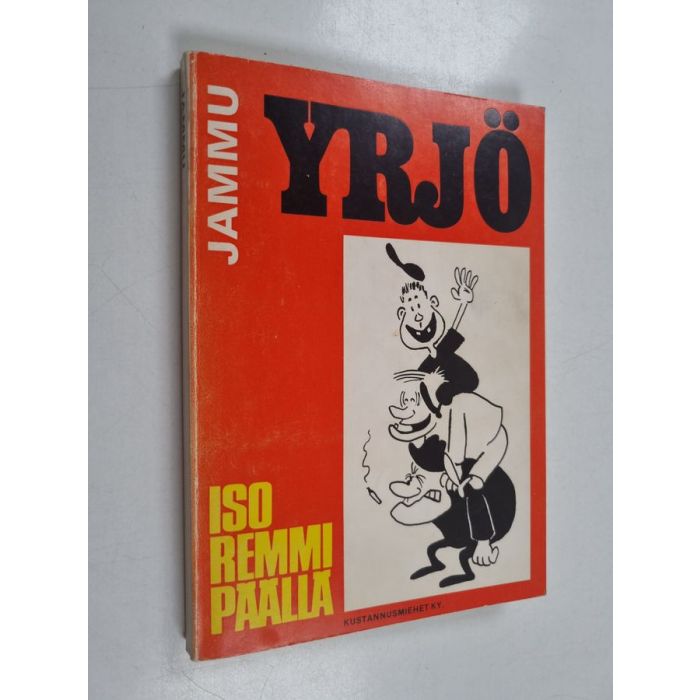 JAMMU
YRJÖ
ISO
REMMI
PÄÄLLÄ
KUSTANNUSMIEHET KY.